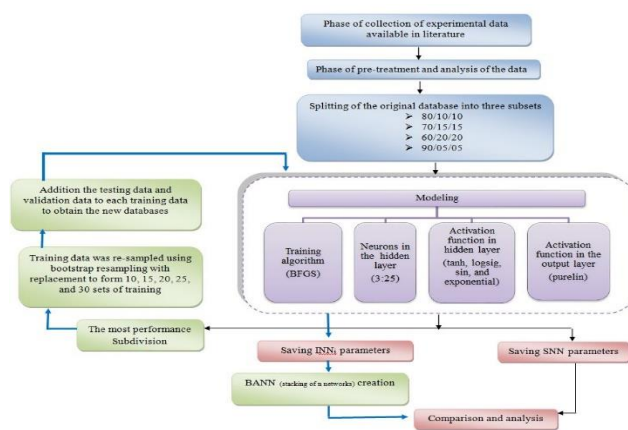 Phase of collection of experimental data
available in literature
Phase of pre-treatment and analysis of the data
Splitting of the original database into three subsets
➤ 80/10/10
➤ 70/15/15
➤ 60/20/20
➤ 90/05/05
Addition the testing data and
validation data to each training data
to obtain the new databases
Modeling
Training
algorithm
(BFGS)
Neurons in
the hidden
layer
(3:25)
Activation
function in
hidden layer
(tanh, logsig,
sin, and
exponential)
Activation
function in the
output layer
(purelin)
Training data was re-sampled using
bootstrap resampling with
replacement to form 10, 15, 20, 25,
and 30 sets of training
The most performance
Subdivision
Saving INNi parameters
Saving SNN parameters
BANN (stacking of n networks) creation
Comparison and analysis